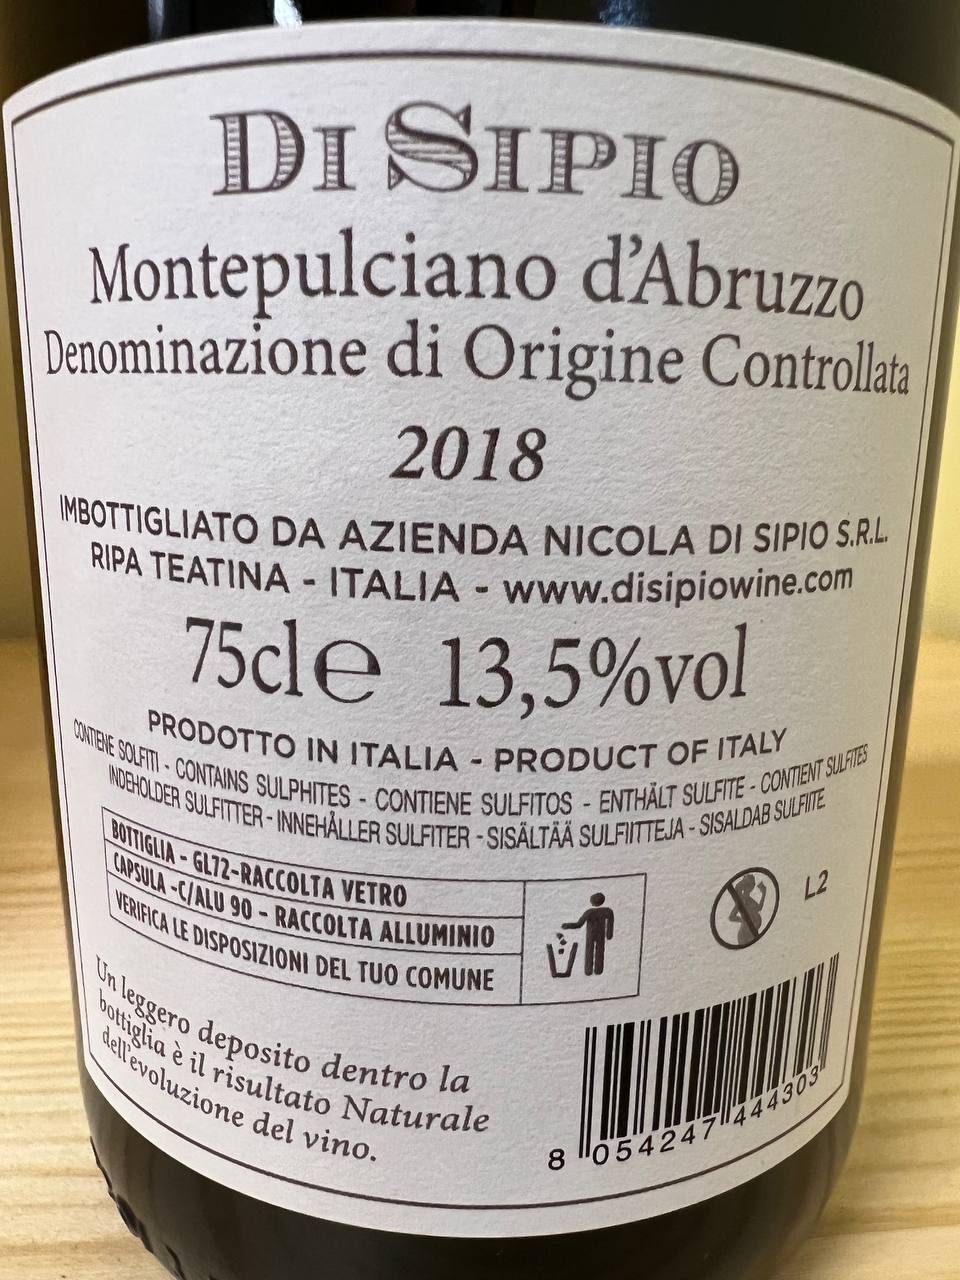 DI SIPIO
Montepulciano d'Abruzzo
Denominazione di Origine Controllata
2018
IMBOTTIGLIATO DA AZIENDA NICOLA DI SIPIO S.R.L.
RIPA TEATINA - ITALIA - www.disipiowine.com
75cl e 13,5%vol
PRODOTTO IN ITALIA - PRODUCT OF ITALY
CONTIENE SOLFITI - CONTAINS SULPHITES - CONTIENE SULFITOS - ENTHÄLT SULFITE - CONTIENT SULFITES
INDEHOLDER SULFITTER - INNEHÅLLER SULFITER - SISÄLTÄÄ SULFIITTEJA - SISALDAB SULFIITE
BOTTIGLIA - GL72-RACCOLTA VETRO
CAPSULA -C/ALU 90 - RACCOLTA ALLUMINIO
VERIFICA LE DISPOSIZIONI DEL TUO COMUNE
L2
Un leggero deposito dentro la
bottiglia è il risultato Naturale
dell'evoluzione del vino.
8 054247 444303